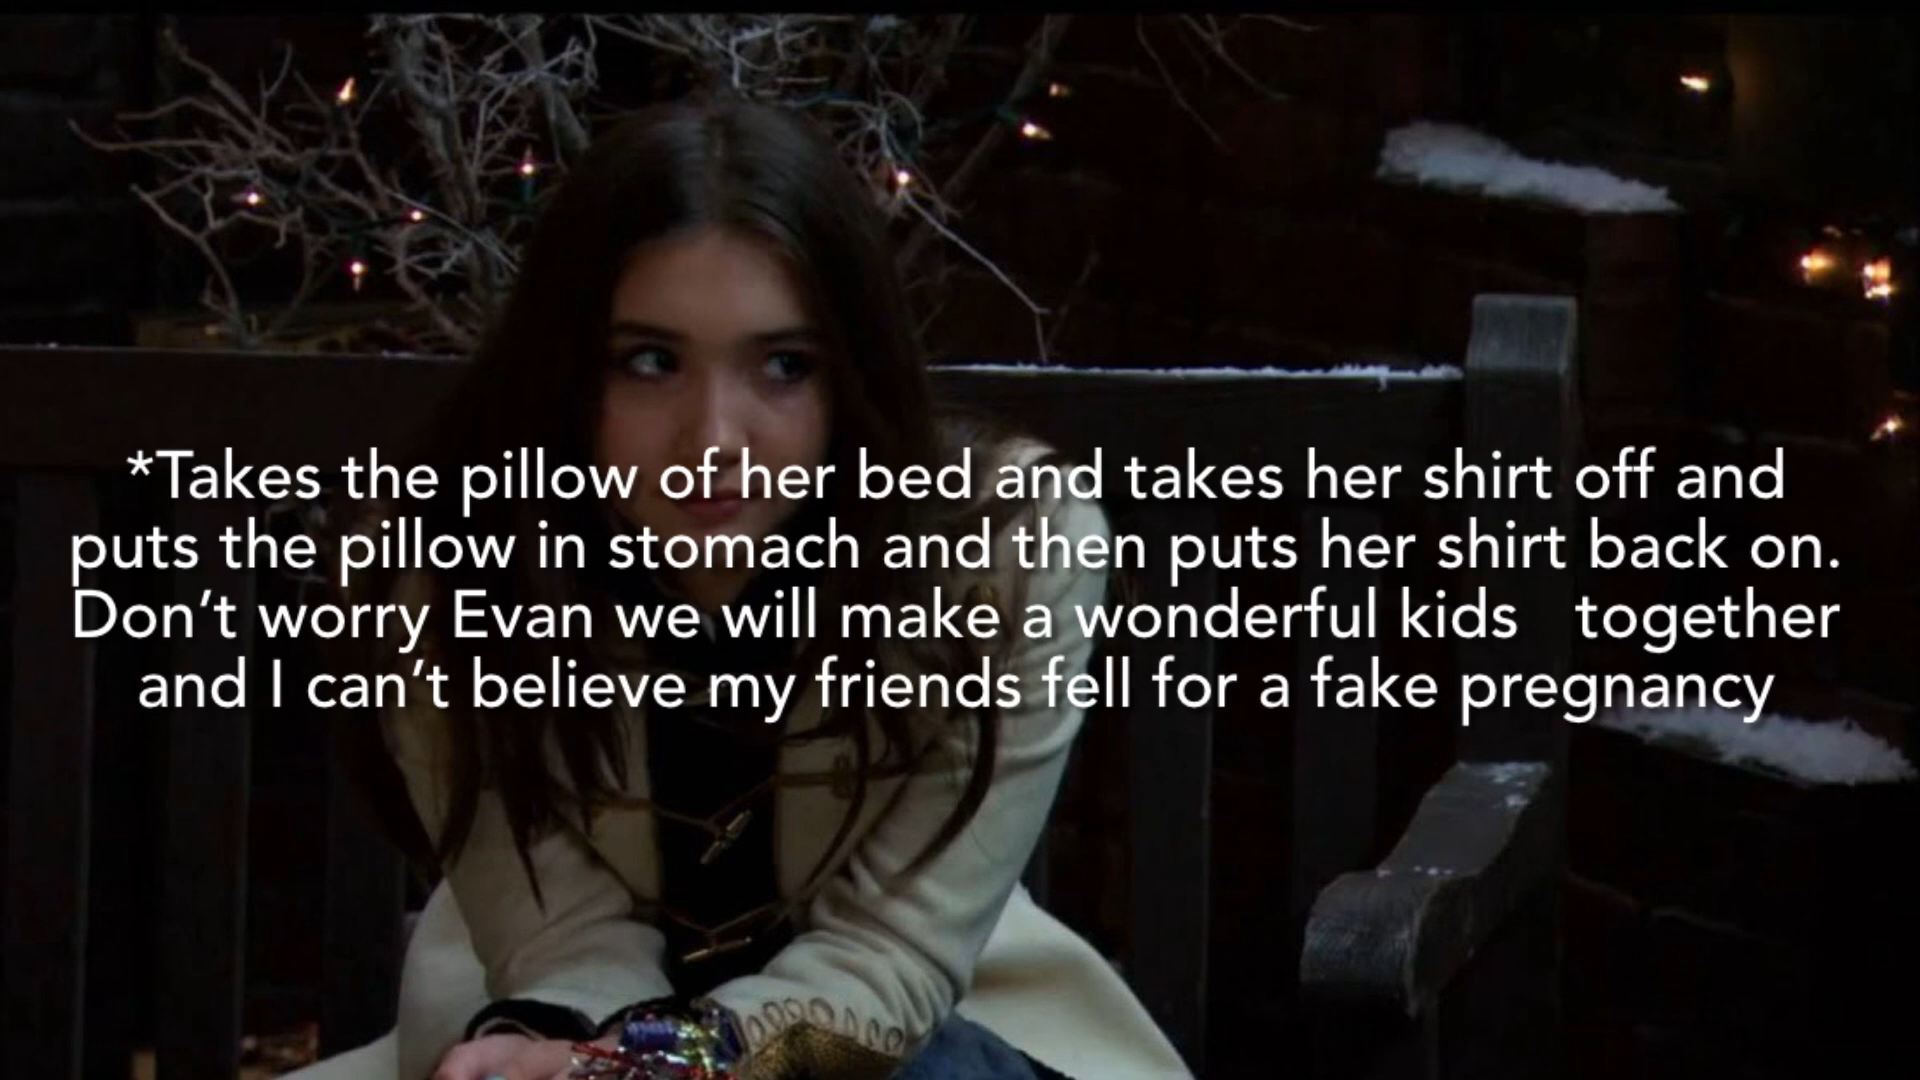 *Takes the pillow of her bed and takes her shirt off and
puts the pillow in stomach and then puts her shirt back on.
Don’t worry Evan we will make a wonderful kids   together
and I can’t believe my friends fell for a fake pregnancy